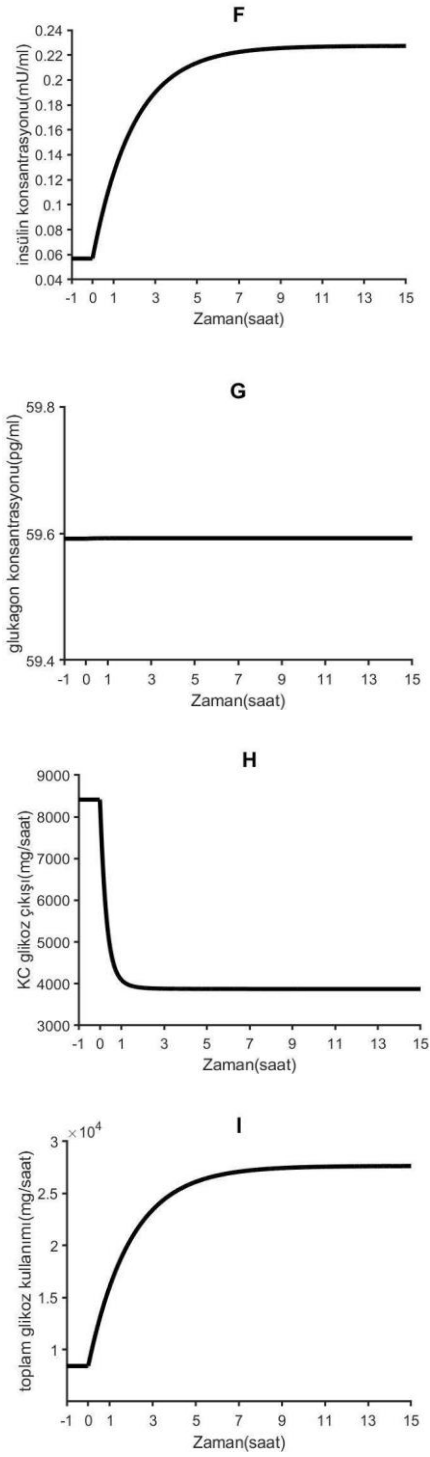 F
insülin konsantrasyonu(mU/ml)
0.24
0.22
0.2
0.18
0.16
0.14
0.12
0.1
0.08
0.06
0.04
-1 0 1 3 5 7 9 11 13 15
Zaman(saat)
G
glukagon konsantrasyonu(pg/ml)
59.8
59.6
59.4
-1 0 1 3 5 7 9 11 13 15
Zaman(saat)
H
KC glikoz çıkışı(mg/saat)
9000
8000
7000
6000
5000
4000
3000
-1 0 1 3 5 7 9 11 13 15
Zaman(saat)
I
toplam glikoz kullanımı(mg/saat)
×10⁴
3
2.5
2
1.5
1
-1 0 1 3 5 7 9 11 13 15
Zaman(saat)